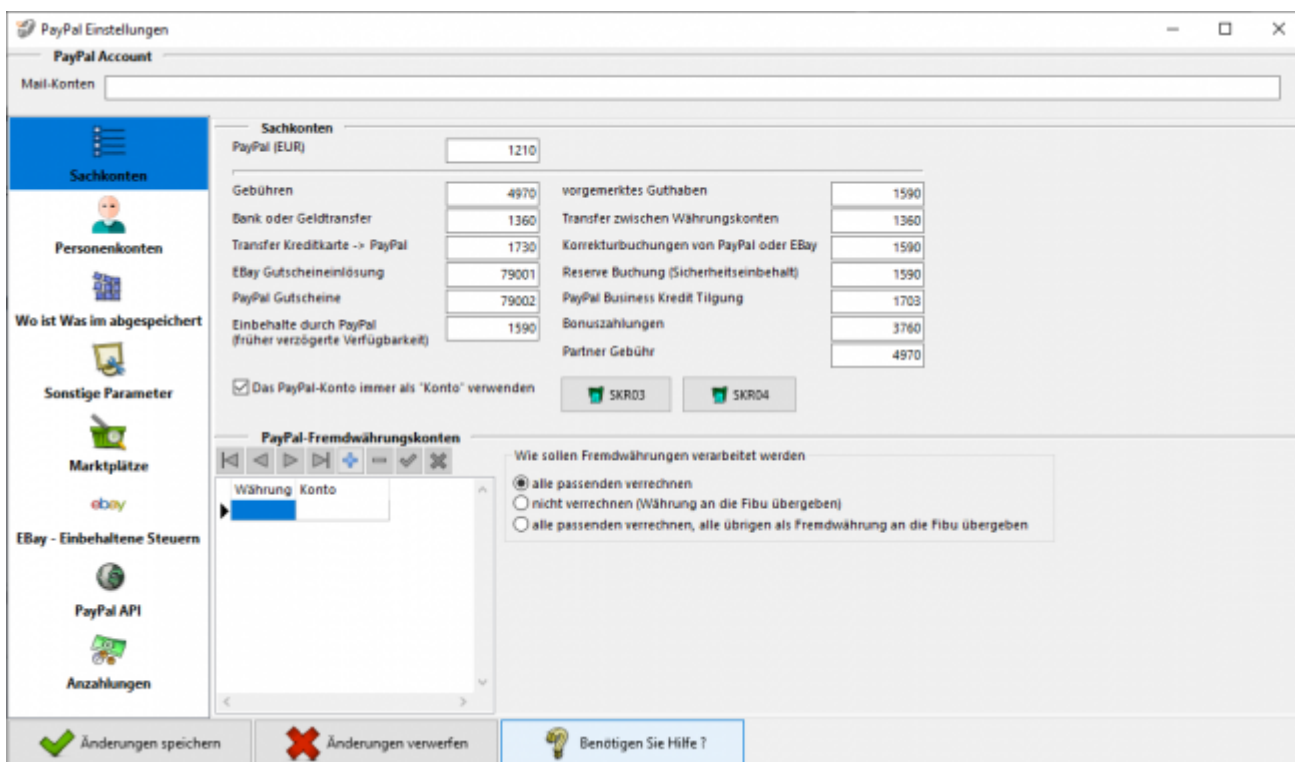 PayPal Einstellungen
PayPal Account
Mail-Konten
Sachkonten
Personenkonten
Wo ist Was im abgespeichert
Sonstige Parameter
Marktplätze
ebay
EBay - Einbehaltene Steuern
PayPal API
Anzahlungen
Sachkonten
PayPal (EUR) 1210
Gebühren 4970 vorgemerktes Guthaben 1590
Bank oder Geldtransfer 1360 Transfer zwischen Währungskonten 1360
Transfer Kreditkarte -> PayPal 1730 Korrekturbuchungen von PayPal oder EBay 1590
EBay Gutscheineinlösung 79001 Reserve Buchung (Sicherheitseinbehalt) 1590
PayPal Gutscheine 79002 PayPal Business Kredit Tilgung 1703
Einbehalte durch PayPal 1590 Bonuszahlungen 3760
(früher verzögerte Verfügbarkeit)
Partner Gebühr 4970
Das PayPal-Konto immer als "Konto" verwenden SKR03 SKR04
PayPal-Fremdwährungskonten
Währung Konto
Wie sollen Fremdwährungen verarbeitet werden
alle passenden verrechnen
nicht verrechnen (Währung an die Fibu übergeben)
alle passenden verrechnen, alle übrigen als Fremdwährung an die Fibu übergeben
Änderungen speichern Änderungen verwerfen Benötigen Sie Hilfe ?